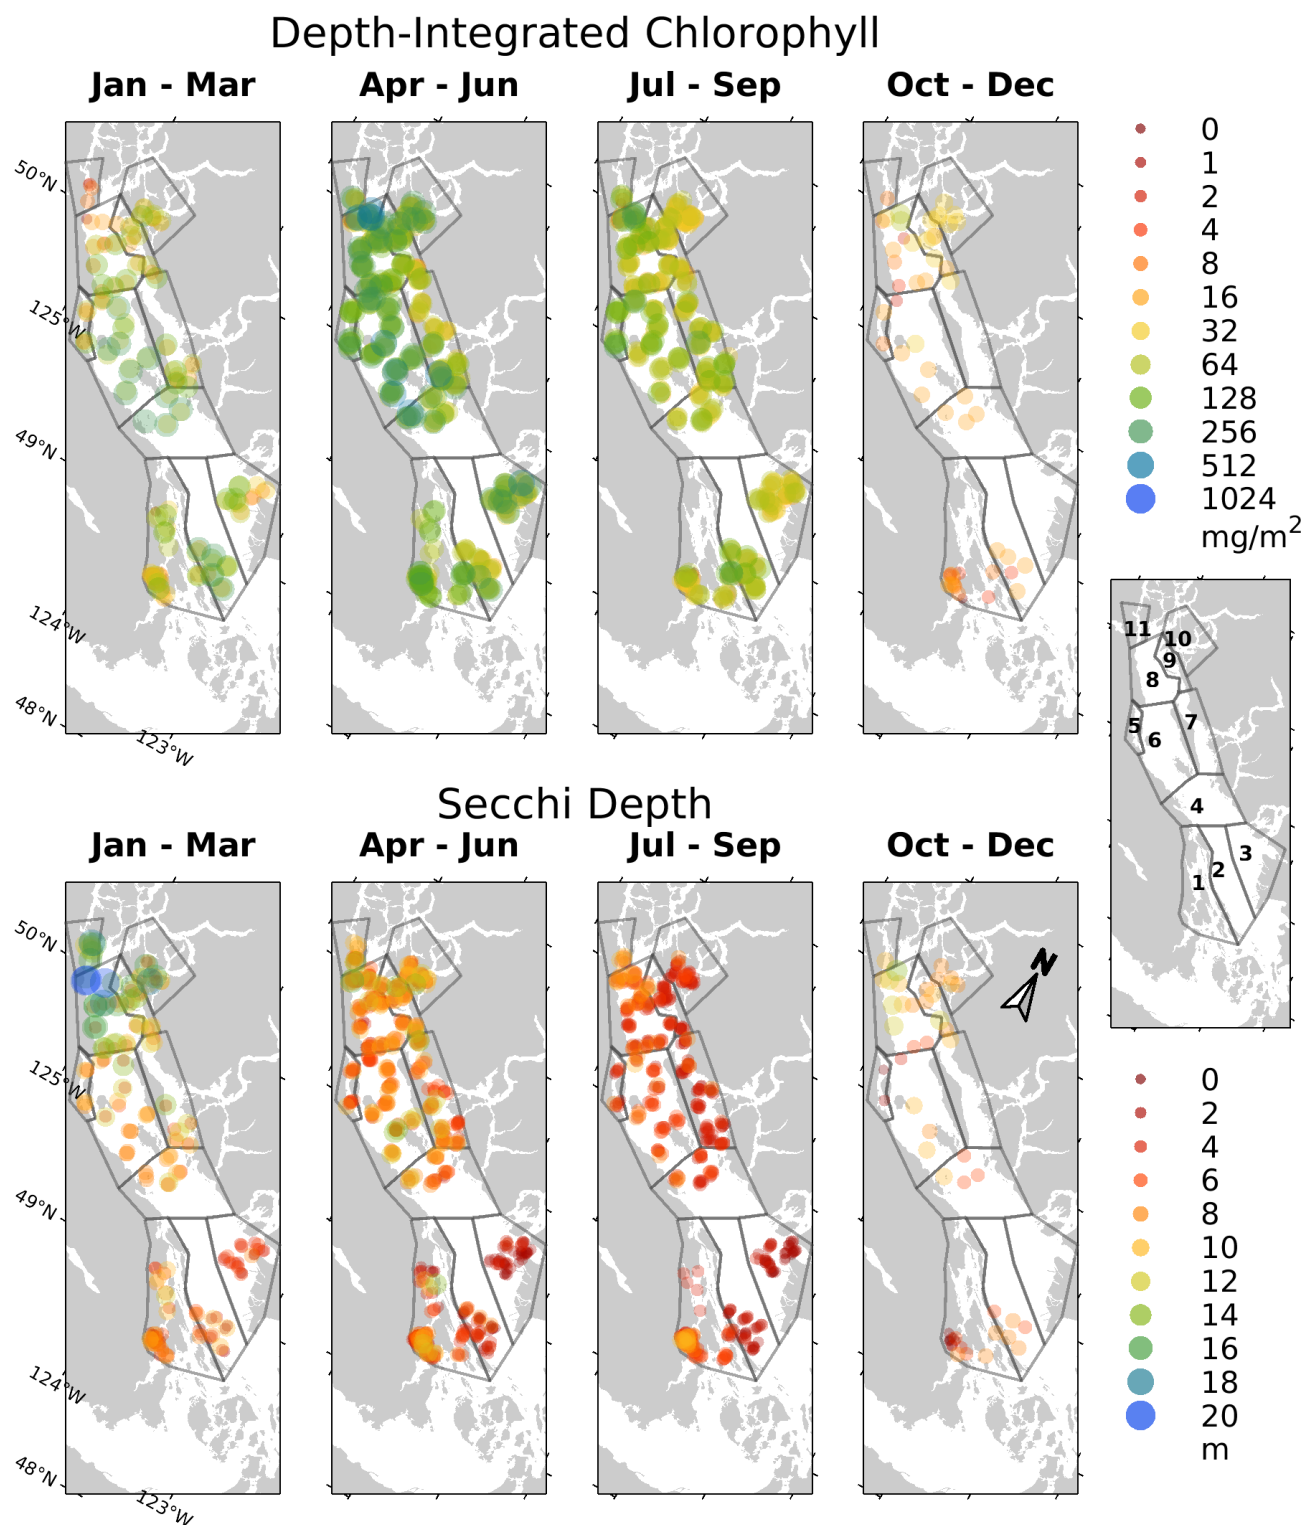 Depth-Integrated Chlorophyll
Jan - Mar
Apr - Jun
Jul - Sep
Oct - Dec
50°N
125°W
49°N
124°W
48°N
123°W
0
1
2
4
8
16
32
64
128
256
512
1024
mg/m²
11
10
9
8
5
7
6
4
3
2
1
Secchi Depth
Jan - Mar
Apr - Jun
Jul - Sep
Oct - Dec
50°N
125°W
49°N
124°W
48°N
123°W
N
0
2
4
6
8
10
12
14
16
18
20
m